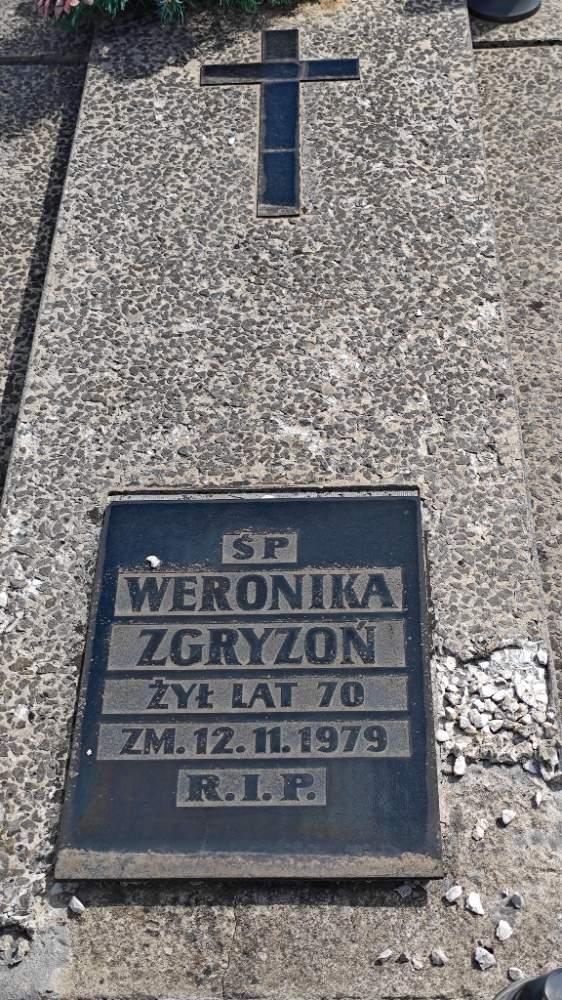 ŚP
WERONIKA
ZGRYZOŃ
ŻYŁ LAT 70
ZM. 12.11.1979
R.I.P.